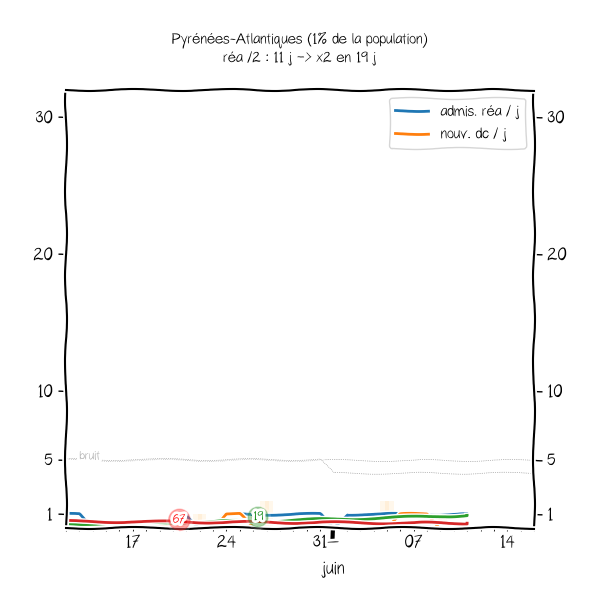 Pyrénées-Atlantiques (1% de la population)
réa /2 : 11 j -> x2 en 19 j
admis. réa / j
nouv. dc / j
30
30
20
20
10
10
5
bruit
5
1
67
19
1
17
24
31
07
14
juin